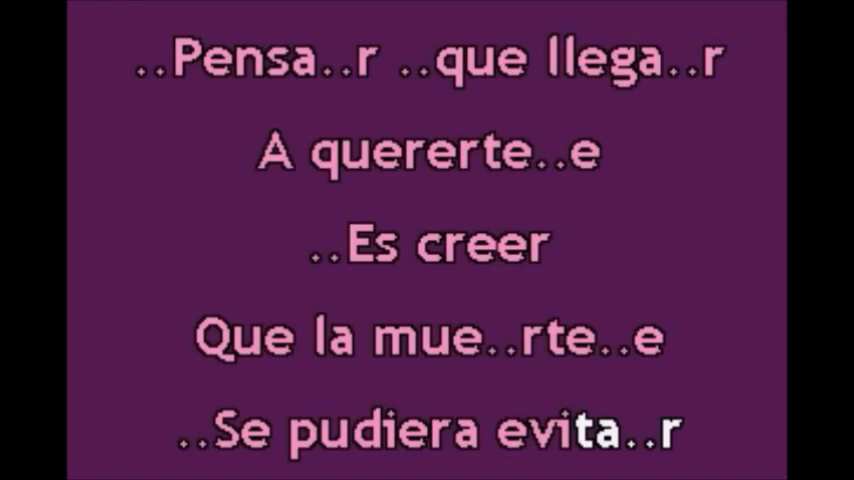 ..Pensa..r ..que llega..r
A quererte..e
..Es creer
Que la mue..rte..e
..Se pudiera evita..r